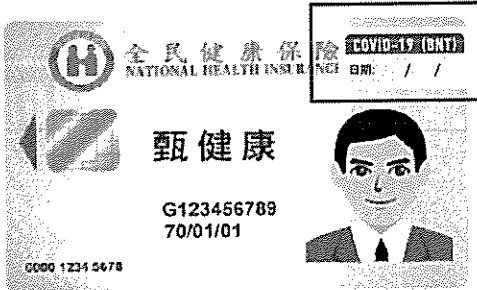 全民健康保險
NATIONAL HEALTH INSURANCE
COVID-19 (BNT)
日期: / /
甄健康
G123456789
70/01/01
0000 1234 5678